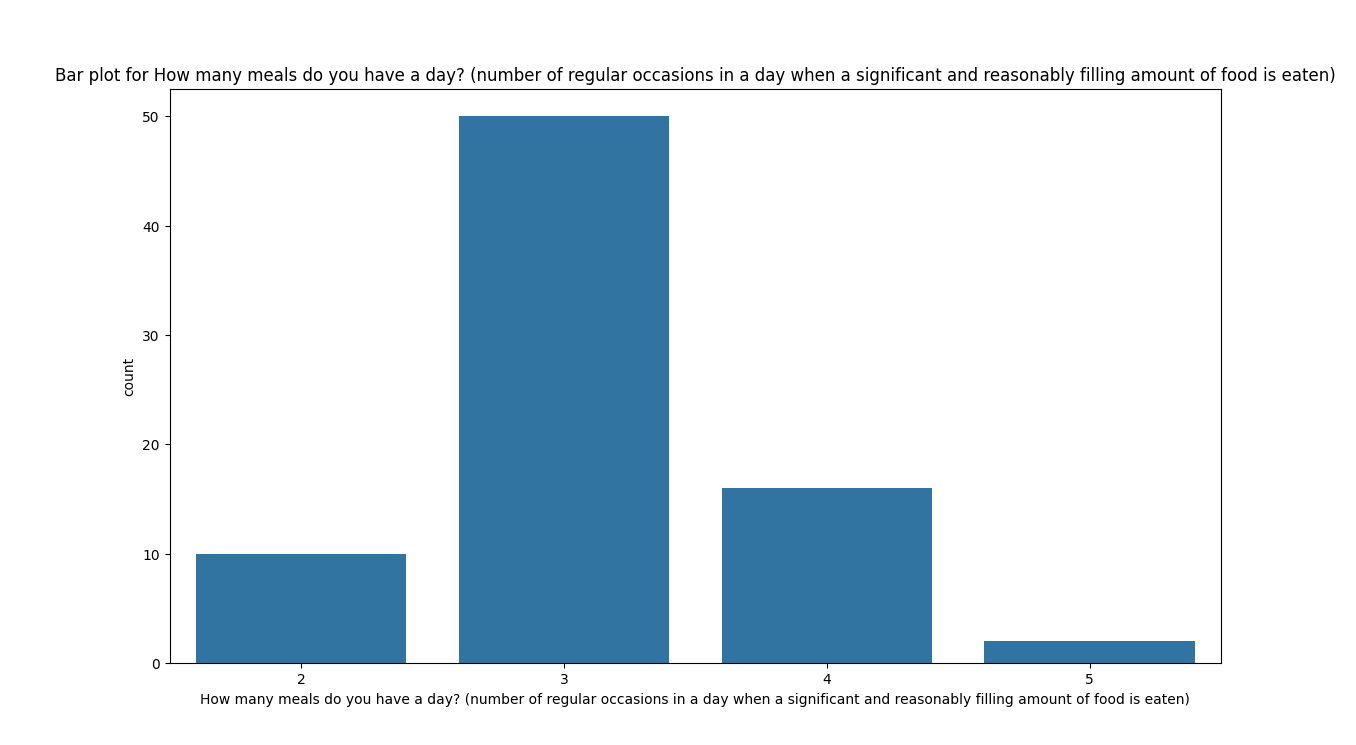 Bar plot for How many meals do you have a day? (number of regular occasions in a day when a significant and reasonably filling amount of food is eaten)
50
40
30
20
10
0
count
2 3 4 5
How many meals do you have a day? (number of regular occasions in a day when a significant and reasonably filling amount of food is eaten)